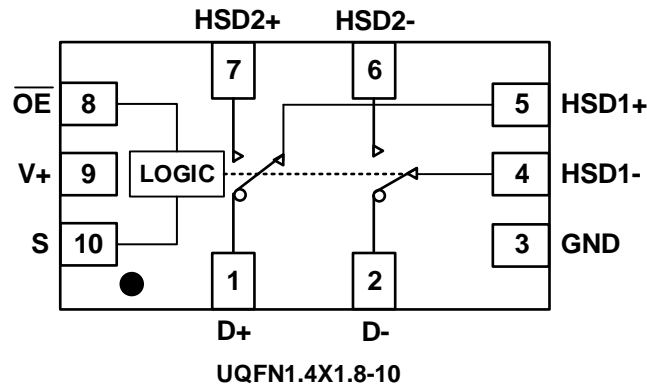 HSD2+ HSD2-
7 6
OE 8 5 HSD1+
V+ 9 LOGIC 4 HSD1-
S 10 3 GND
1 2
D+ D-
UQFN1.4X1.8-10